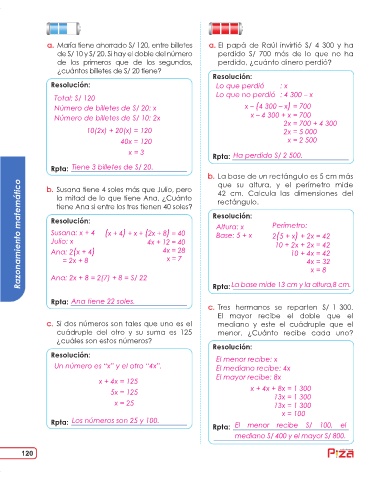 a. María tiene ahorrado S/ 120, entre billetes
de S/ 10 y S/ 20. Si hay el doble del número
de los primeros que de los segundos,
¿cuántos billetes de S/ 20 tiene?
Resolución:
Total: S/ 120
Número de billetes de S/ 20: x
Número de billetes de S/ 10: 2x
10(2x) + 20(x) = 120
40x = 120
x = 3
Rpta: Tiene 3 billetes de S/ 20.
b. Susana tiene 4 soles más que Julio, pero
la mitad de lo que tiene Ana. ¿Cuánto
tiene Ana si entre los tres tienen 40 soles?
Resolución:
Susana: x + 4 (x + 4) + x + (2x + 8) = 40
Julio: x 4x + 12 = 40
Ana: 2(x + 4) 4x = 28
= 2x + 8 x = 7
Ana: 2x + 8 = 2(7) + 8 = S/ 22
Rpta: Ana tiene 22 soles.
c. Si dos números son tales que uno es el
cuádruple del otro y su suma es 125
¿cuáles son estos números?
Resolución:
Un número es "x" y el otro "4x".
x + 4x = 125
5x = 125
x = 25
Rpta: Los números son 25 y 100.
a. El papá de Raúl invirtió S/ 4 300 y ha
perdido S/ 700 más de lo que no ha
perdido, ¿cuánto dinero perdió?
Resolución:
Lo que perdió : x
Lo que no perdió : 4 300 – x
x – (4 300 – x) = 700
x – 4 300 + x = 700
2x = 700 + 4 300
2x = 5 000
x = 2 500
Rpta: Ha perdido S/ 2 500.
b. La base de un rectángulo es 5 cm más
que su altura, y el perímetro mide
42 cm. Calcula las dimensiones del
rectángulo.
Resolución:
Altura: x Perímetro:
Base: 5 + x 2(5 + x) + 2x = 42
10 + 2x + 2x = 42
10 + 4x = 42
4x = 32
x = 8
Rpta: La base mide 13 cm y la altura,8 cm.
c. Tres hermanos se reparten S/ 1 300.
El mayor recibe el doble que el
mediano y este el cuádruple que el
menor, ¿Cuánto recibe cada uno?
Resolución:
El menor recibe: x
El mediano recibe: 4x
El mayor recibe: 8x
x + 4x + 8x = 1 300
13x = 1 300
13x = 1 300
x = 100
Rpta: El menor recibe S/ 100, el
mediano S/ 400 y el mayor S/ 800.
Razonamiento matemático
120